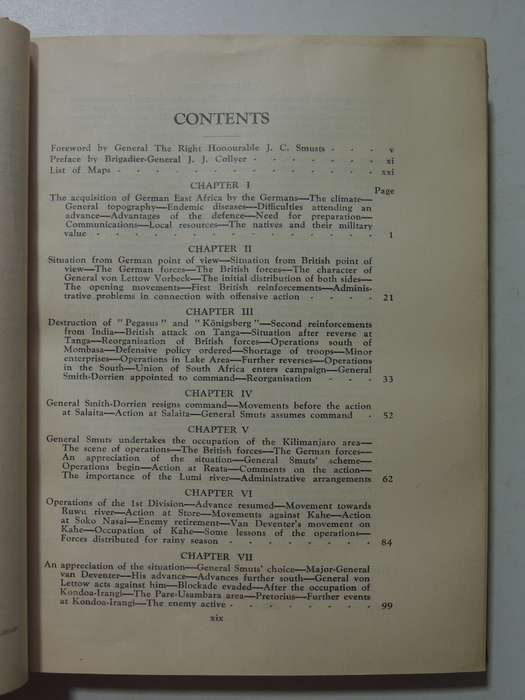 CONTENTS
Foreword by General The Right Honourable J. C. Smuts - - - v
Preface by Brigadier-General J. J. Collyer - - - - - - - xi
List of Maps - - - - - - - - - - - - xxi
CHAPTER I
Page
The acquisition of German East Africa by the Germans—The climate—
General topography—Endemic diseases—Difficulties attending an
advance—Advantages of the defence—Need for preparation—
Communications—Local resources—The natives and their military
value - - - - - - - - - - - - - 1
CHAPTER II
Situation from German point of view—Situation from British point of
view—The German forces—The British forces—The character of
General von Lettow Vorbeck—The initial distribution of both sides—
The opening movements—First British reinforcements—Adminis-
trative problems in connection with offensive action - - - - 21
CHAPTER III
Destruction of "Pegasus" and "Königsberg"—Second reinforcements
from India—British attack on Tanga—Situation after reverse at
Tanga—Reorganisation of British forces—Operations south of
Mombasa—Defensive policy ordered—Shortage of troops—Minor
enterprises—Operations in Lake Area—Further reverses—Operations
in the South—Union of South Africa enters campaign—General
Smith-Dorrien appointed to command—Reorganisation - - - 33
CHAPTER IV
General Smith-Dorrien resigns command—Movements before the action
at Salaita—Action at Salaita—General Smuts assumes command - 52
CHAPTER V
General Smuts undertakes the occupation of the Kilimanjaro area—
The scene of operations—The British forces—The German forces—
An appreciation of the situation—General Smuts' scheme—
Operations begin—Action at Reata—Comments on the action—
The importance of the Lumi river—Administrative arrangements 62
CHAPTER VI
Operations of the 1st Division—Advance resumed—Movement towards
Ruwu river—Action at Store—Movements against Kahe—Action
at Soko Nasai—Enemy retirement—Van Deventer's movement on
Kahe—Occupation of Kahe—Some lessons of the operations—
Forces distributed for rainy season - - - - - - - 84
CHAPTER VII
An appreciation of the situation—General Smuts' choice—Major-General
van Deventer—His advance—Advances further south—General von
Lettow acts against him—Blockade evaded—After the occupation of
Kondoa-Irangi—The Pare-Usambara area—Pretorius—Further events
at Kondoa-Irangi—The enemy active - - - - - - - 99
xix